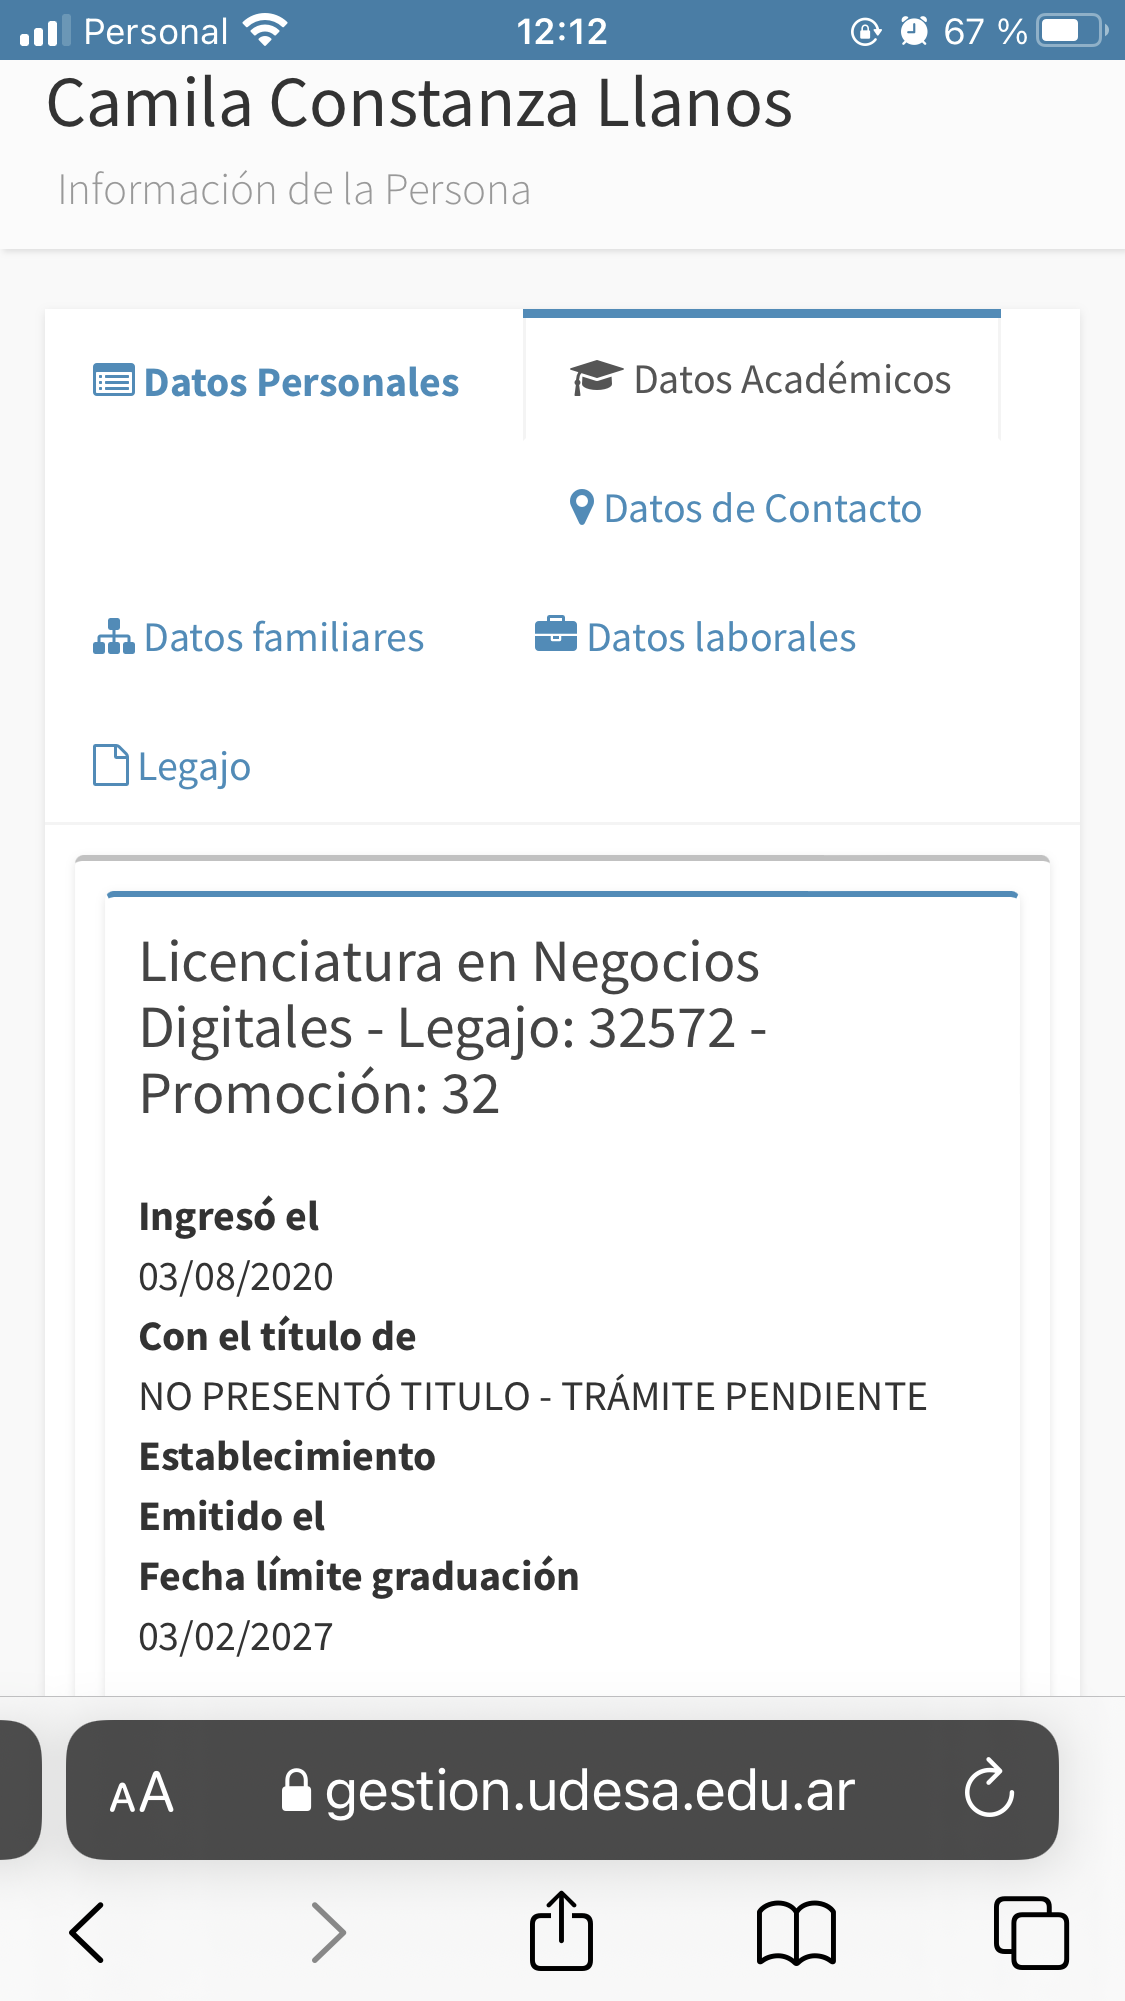 Personal 12:12 67 %
Camila Constanza Llanos
Información de la Persona
Datos Personales
Datos Académicos
Datos de Contacto
Datos familiares
Datos laborales
Legajo
Licenciatura en Negocios
Digitales - Legajo: 32572 -
Promoción: 32
Ingresó el
03/08/2020
Con el título de
NO PRESENTÓ TITULO - TRÁMITE PENDIENTE
Establecimiento
Emitido el
Fecha límite graduación
03/02/2027
AA gestion.udesa.edu.ar